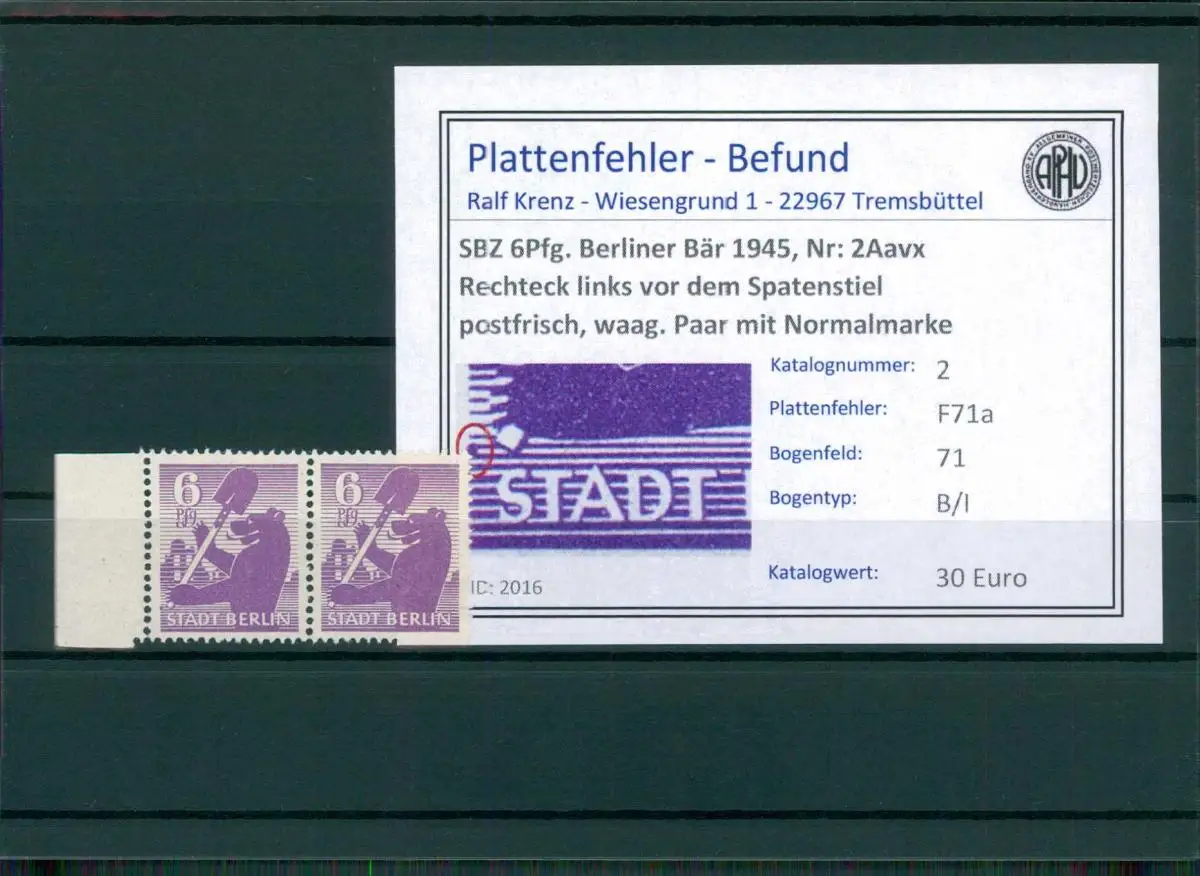 Plattenfehler - Befund
Ralf Krenz - Wiesengrund 1 - 22967 Tremsbüttel
APHV
SBZ 6Pfg. Berliner Bär 1945, Nr: 2Aavx
Rechteck links vor dem Spatenstiel
postfrisch, waag. Paar mit Normalmarke
STADT
Katalognummer: 2
Plattenfehler: F71a
Bogenfeld: 71
Bogentyp: B/I
Katalogwert: 30 Euro
ID: 2016
6 Pfg
STADT BERLIN
6 Pfg
STADT BERLIN